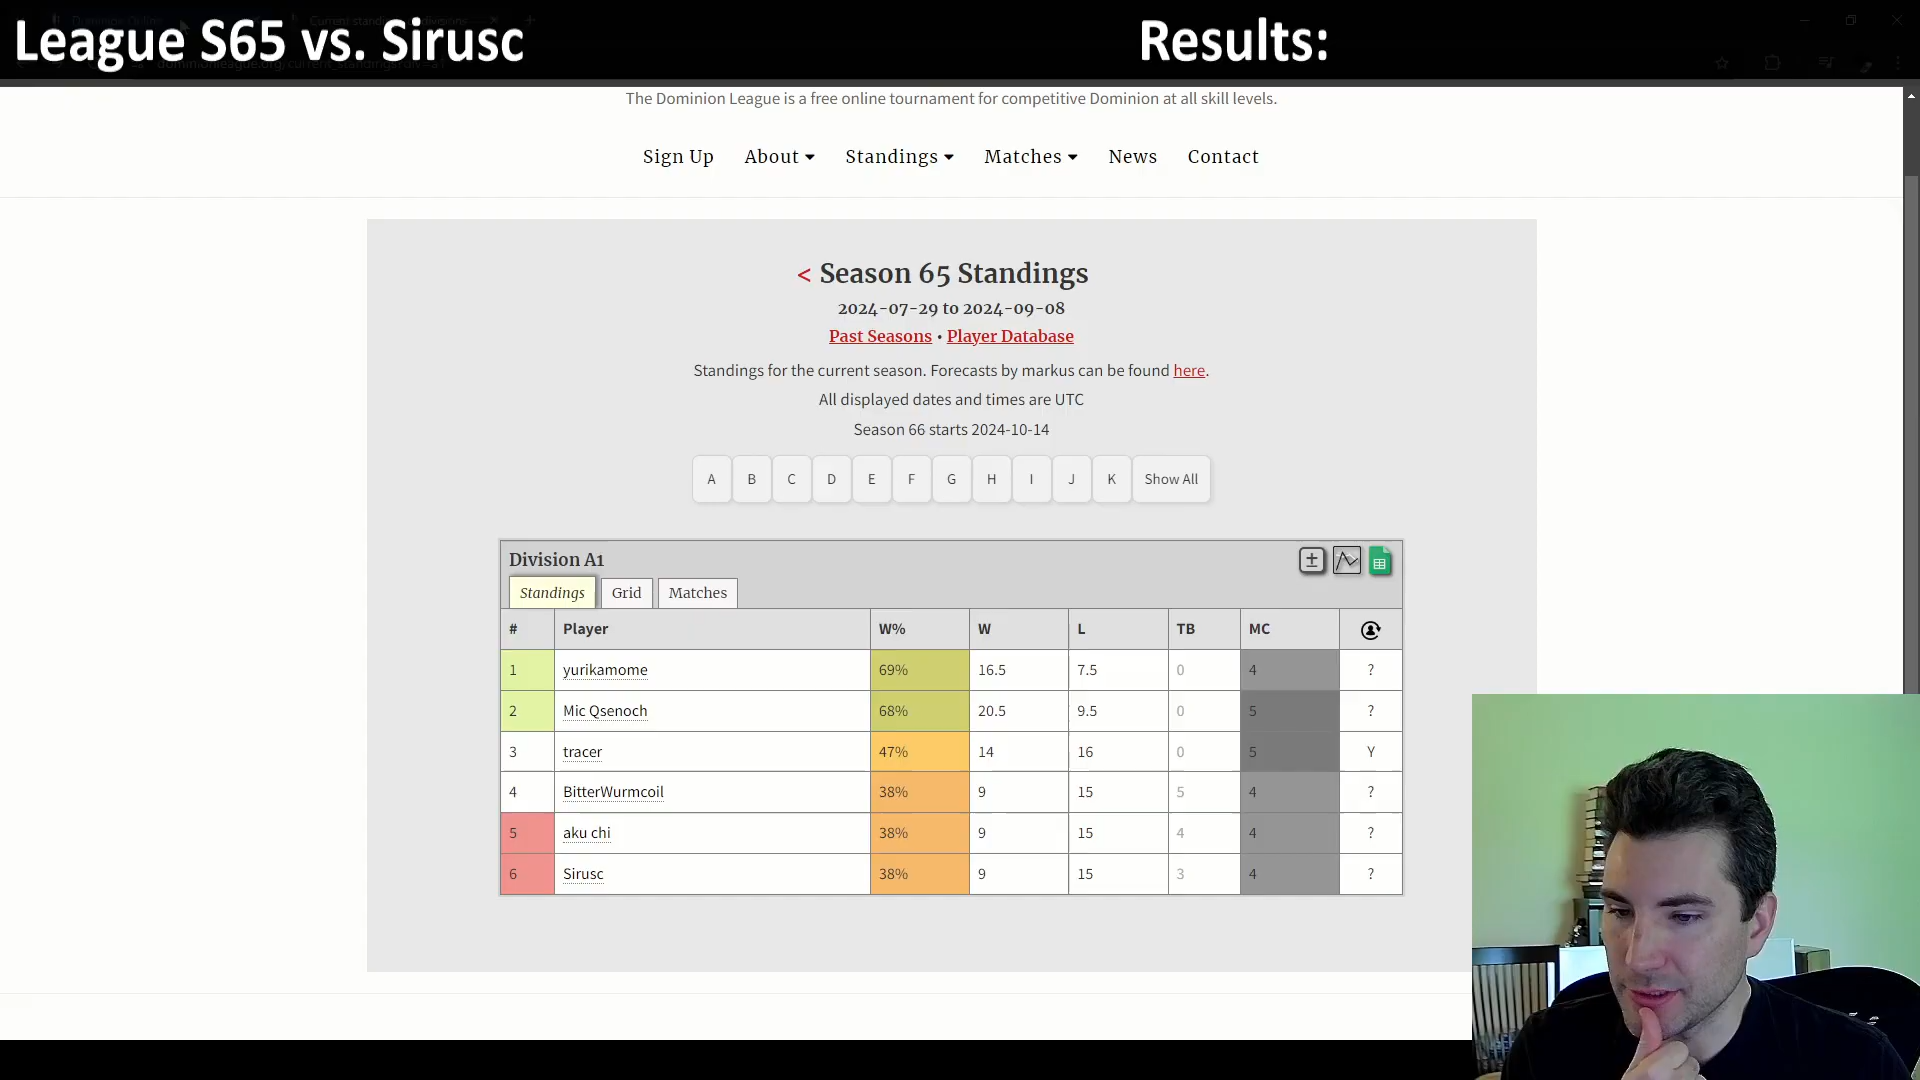 League S65 vs. Sirusc
Results:
The Dominion League is a free online tournament for competitive Dominion at all skill levels.
Sign Up About Standings Matches News Contact
< Season 65 Standings
2024-07-29 to 2024-09-08
Past Seasons • Player Database
Standings for the current season. Forecasts by markus can be found here.
All displayed dates and times are UTC
Season 66 starts 2024-10-14
A B C D E F G H I J K Show All
Division A1
Standings Grid Matches
# Player W% W L TB MC
1 yurikamome 69% 16.5 7.5 0 4 ?
2 Mic Qsenoch 68% 20.5 9.5 0 5 ?
3 tracer 47% 14 16 0 5 Y
4 BitterWurmcoil 38% 9 15 5 4 ?
5 aku chi 38% 9 15 4 4 ?
6 Sirusc 38% 9 15 3 4 ?